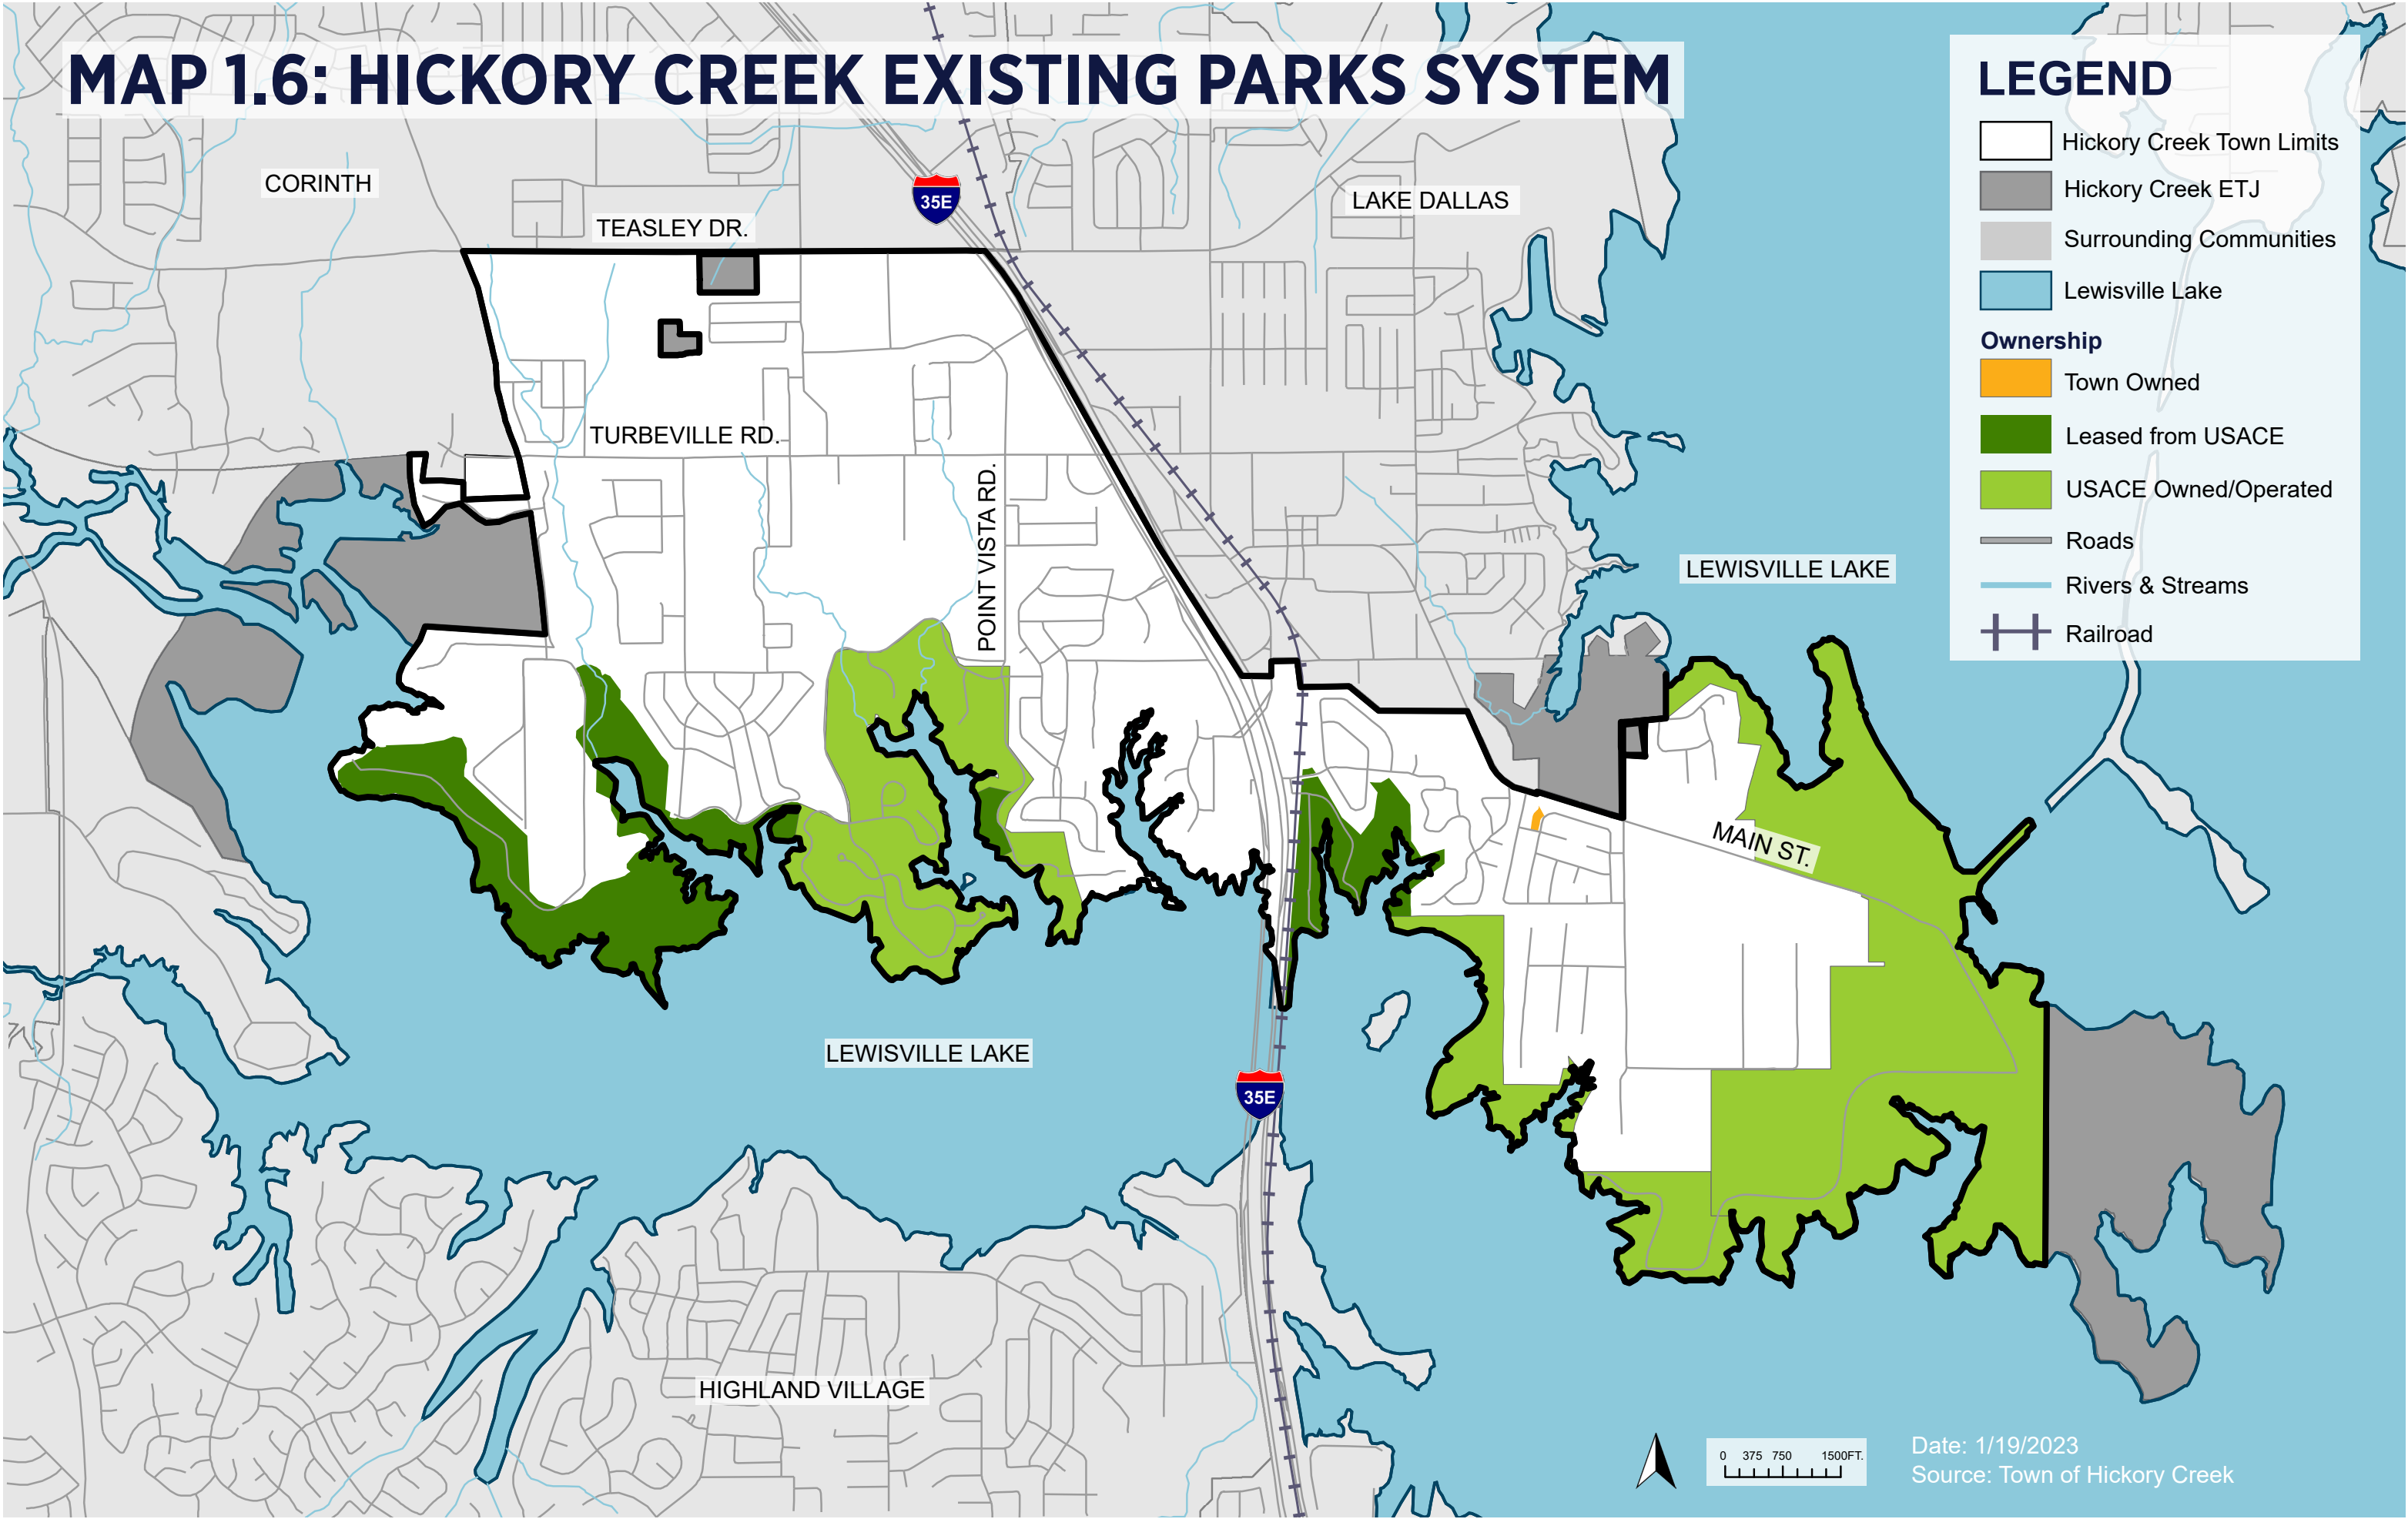 MAP 1.6: HICKORY CREEK EXISTING PARKS SYSTEM
LEGEND
Hickory Creek Town Limits
Hickory Creek ETJ
Surrounding Communities
Lewisville Lake
Ownership
Town Owned
Leased from USACE
USACE Owned/Operated
Roads
Rivers & Streams
Railroad
CORINTH
35E
LAKE DALLAS
TEASLEY DR.
TURBEVILLE RD.
POINT VISTA RD.
LEWISVILLE LAKE
MAIN ST.
LEWISVILLE LAKE
35E
HIGHLAND VILLAGE
0 375 750 1500FT.
Date: 1/19/2023
Source: Town of Hickory Creek